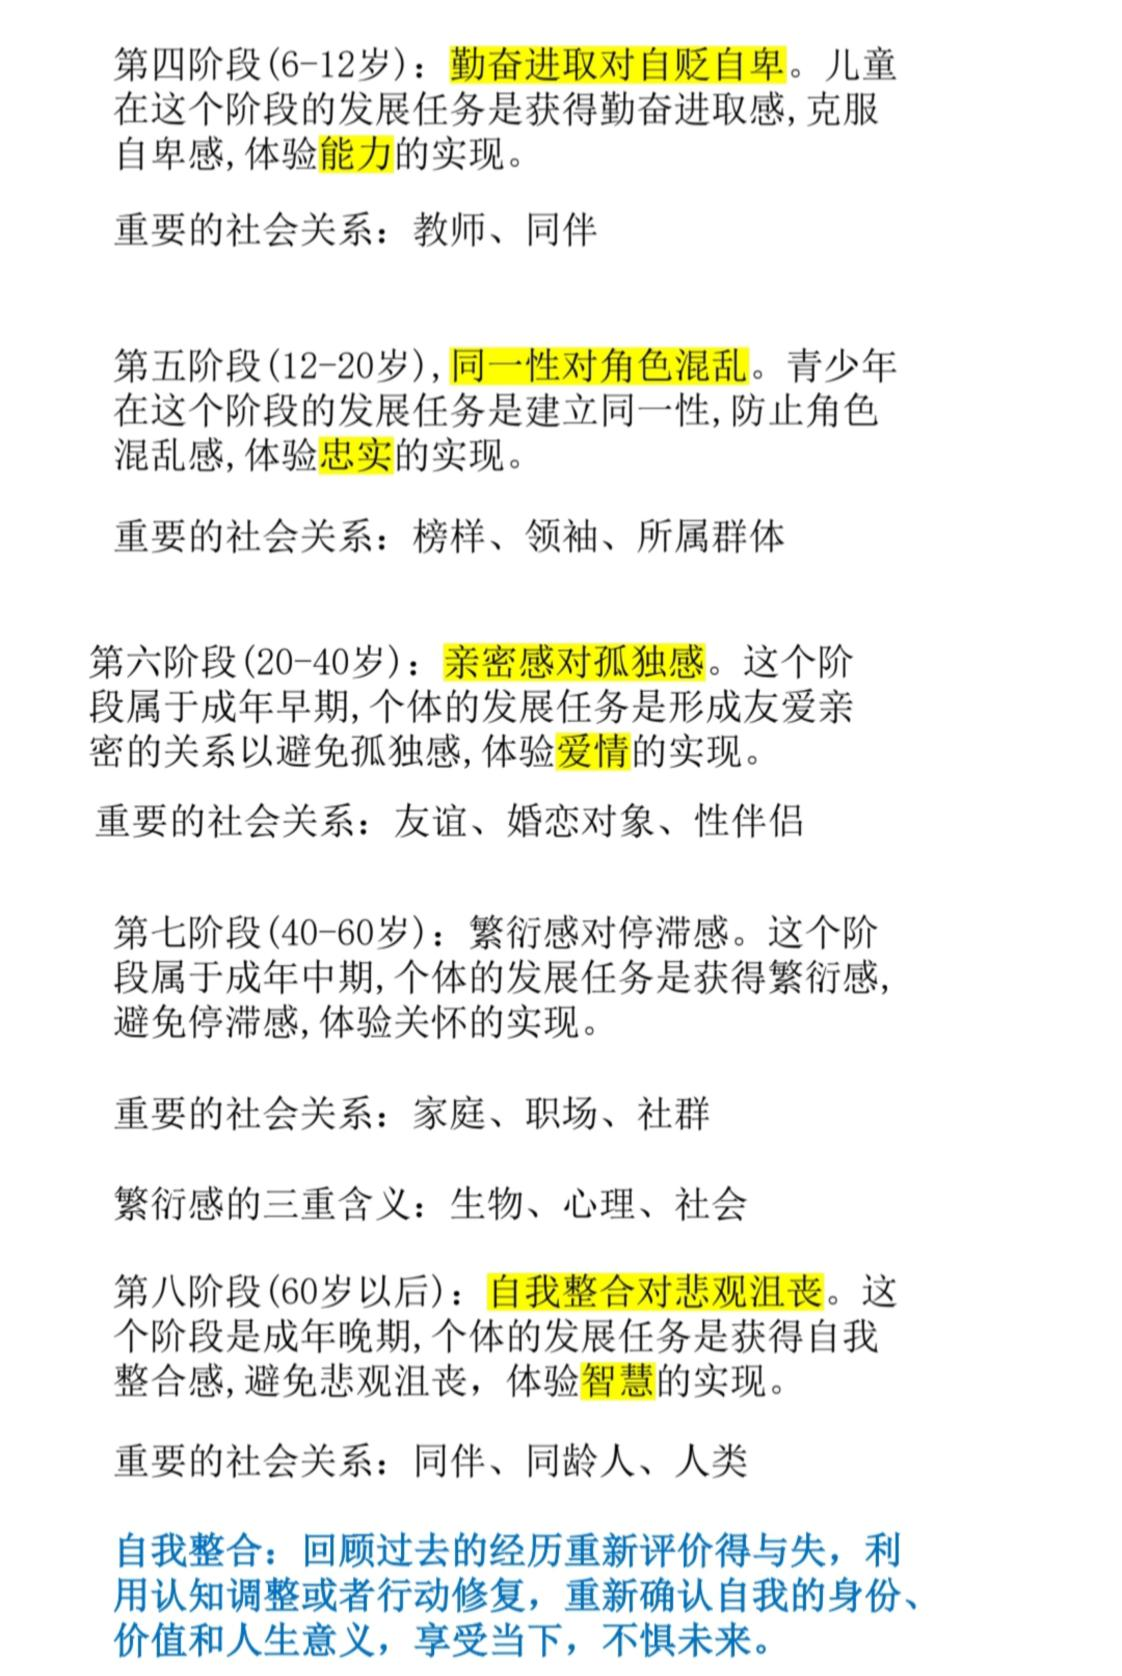 第四阶段(6-12岁)：勤奋进取对自贬自卑。儿童
在这个阶段的发展任务是获得勤奋进取感,克服
自卑感,体验能力的实现。
重要的社会关系：教师、同伴
第五阶段(12-20岁),同一性对角色混乱。青少年
在这个阶段的发展任务是建立同一性,防止角色
混乱感,体验忠实的实现。
重要的社会关系：榜样、领袖、所属群体
第六阶段(20-40岁)：亲密感对孤独感。这个阶
段属于成年早期,个体的发展任务是形成友爱亲
密的关系以避免孤独感,体验爱情的实现。
重要的社会关系：友谊、婚恋对象、性伴侣
第七阶段(40-60岁)：繁衍感对停滞感。这个阶
段属于成年中期,个体的发展任务是获得繁衍感,
避免停滞感,体验关怀的实现。
重要的社会关系：家庭、职场、社群
繁衍感的三重含义：生物、心理、社会
第八阶段(60岁以后)：自我整合对悲观沮丧。这
个阶段是成年晚期,个体的发展任务是获得自我
整合感,避免悲观沮丧，体验智慧的实现。
重要的社会关系：同伴、同龄人、人类
自我整合：回顾过去的经历重新评价得与失，利
用认知调整或者行动修复，重新确认自我的身份、
价值和人生意义，享受当下，不惧未来。